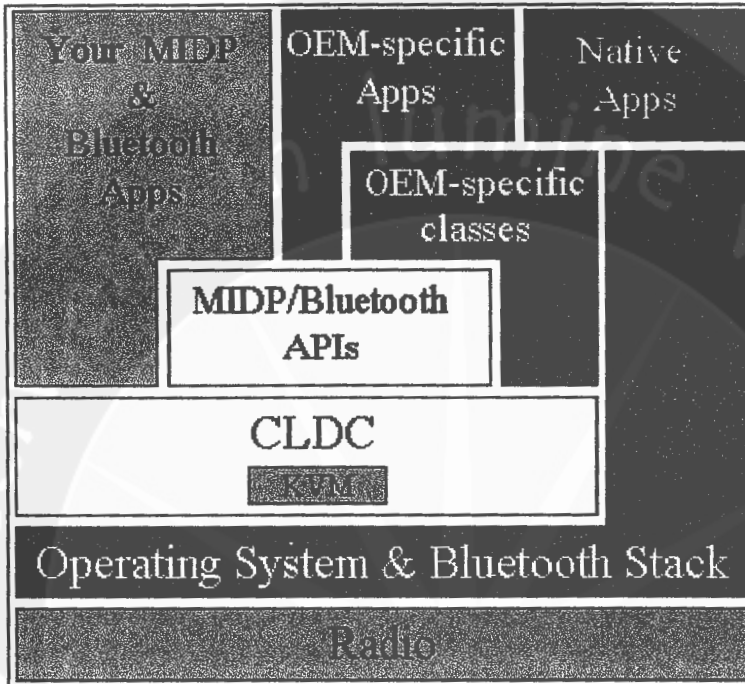 Your MIDP
&
Bluetooth
Apps
OEM-specific
Apps
Native
Apps
OEM-specific
classes
MIDP/Bluetooth
APIs
CLDC
KVM
Operating System & Bluetooth Stack
Radio
lumine